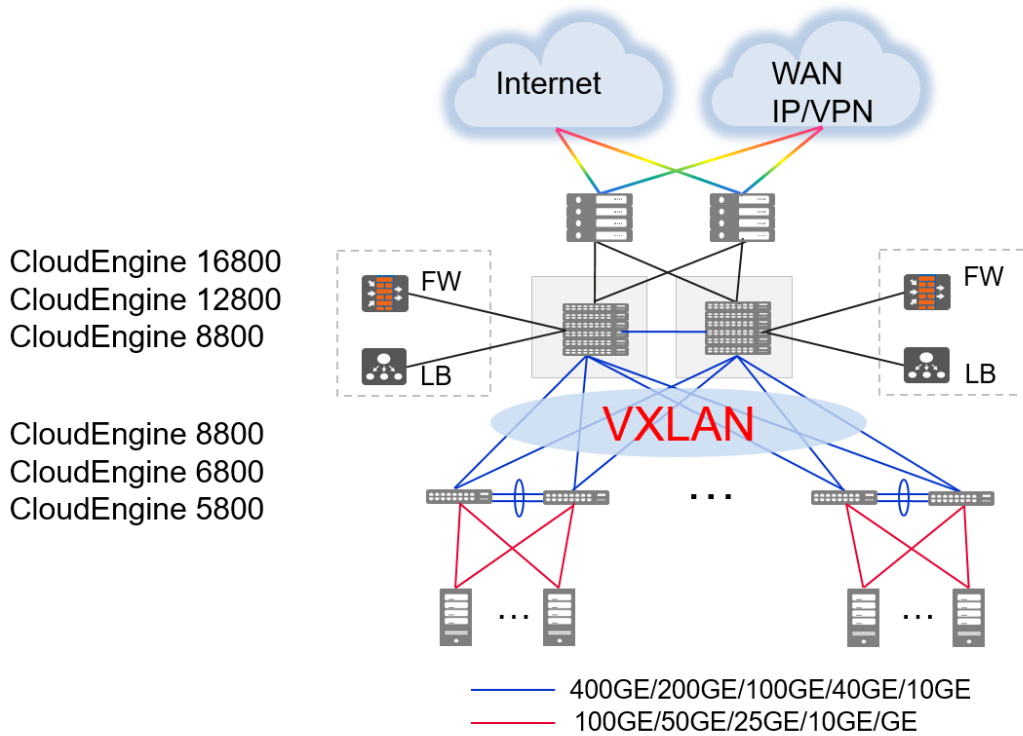 Internet
WAN
IP/VPN
CloudEngine 16800
CloudEngine 12800
CloudEngine 8800
FW
LB
FW
LB
VXLAN
CloudEngine 8800
CloudEngine 6800
CloudEngine 5800
...
...
...
400GE/200GE/100GE/40GE/10GE
100GE/50GE/25GE/10GE/GE